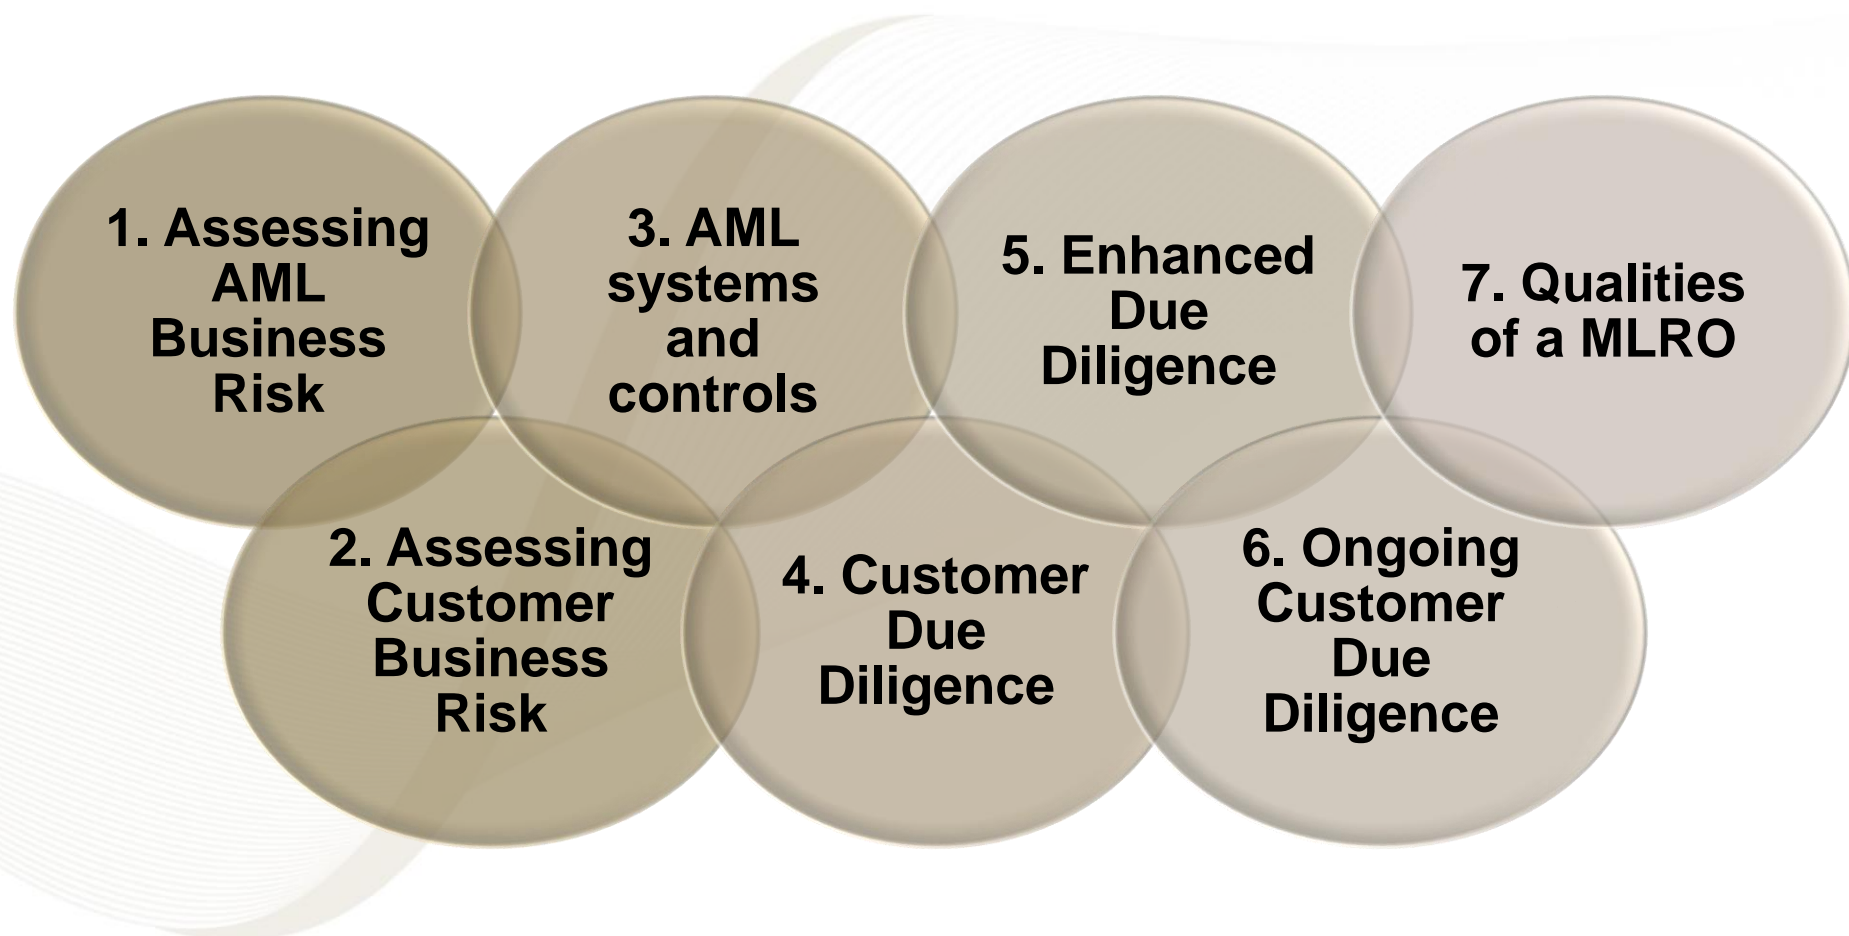 1. Assessing
AML
Business
Risk
2. Assessing
Customer
Business
Risk
3. AML
systems
and
controls
4. Customer
Due
Diligence
5. Enhanced
Due
Diligence
6. Ongoing
Customer
Due
Diligence
7. Qualities
of a MLRO